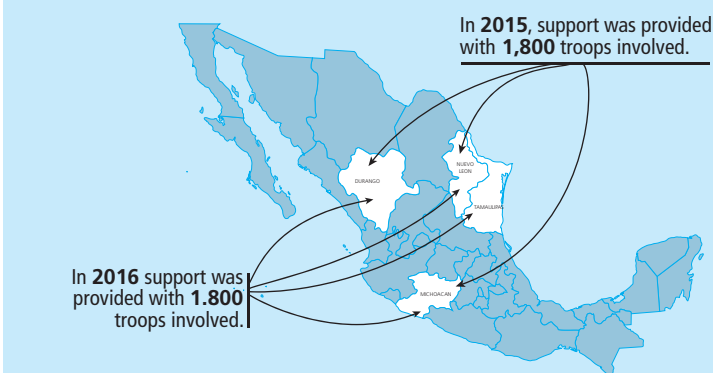 In 2015, support was provided
with 1,800 troops involved.
NUEVO
LEON
DURANGO
TAMAULIPAS
In 2016 support was
provided with 1.800
troops involved.
MICHOACAN